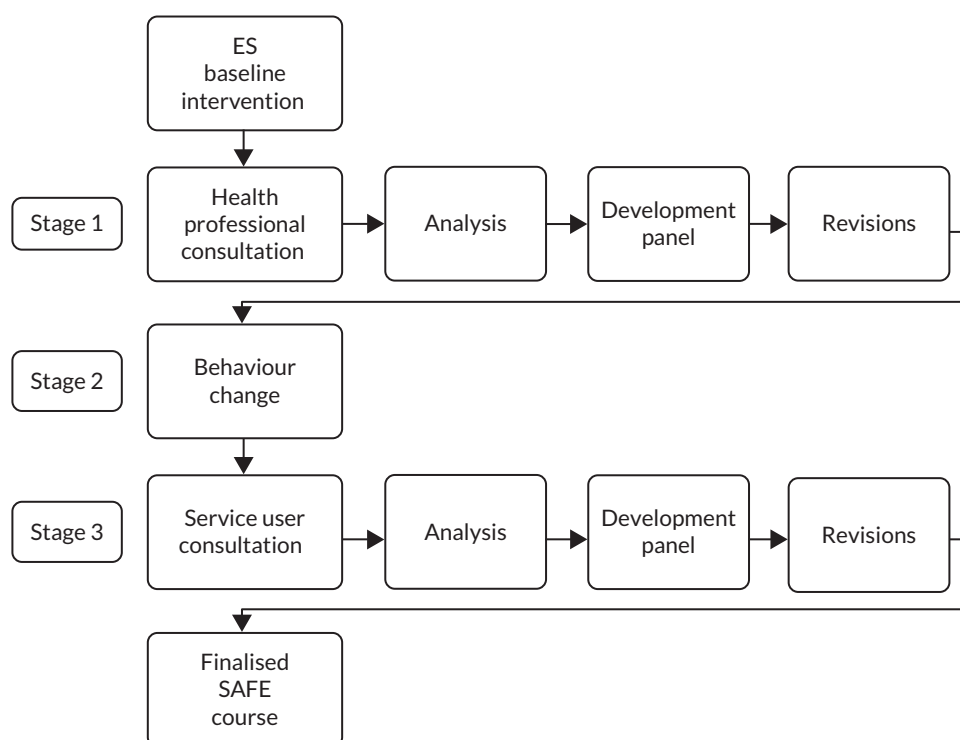 ES
baseline
intervention
Stage 1
Health
professional
consultation
Analysis
Development
panel
Revisions
Stage 2
Behaviour
change
Stage 3
Service user
consultation
Analysis
Development
panel
Revisions
Finalised
SAFE
course